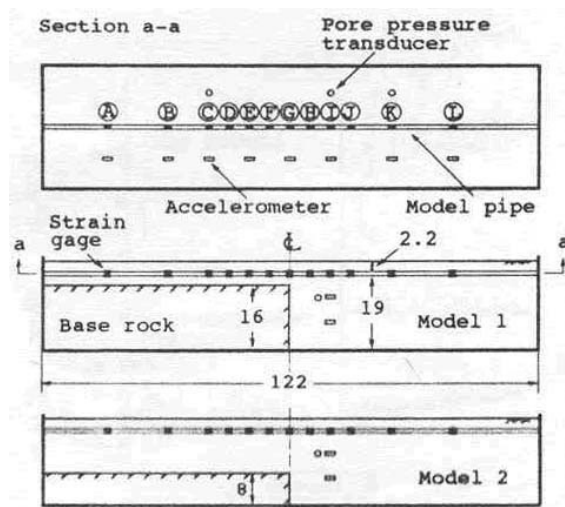 Section a-a
Pore pressure
transducer
A B C D E F G H I J K L
Accelerometer
Model pipe
Strain
gage
℄
2.2
a
a
Base rock
16
19
Model 1
122
8
Model 2